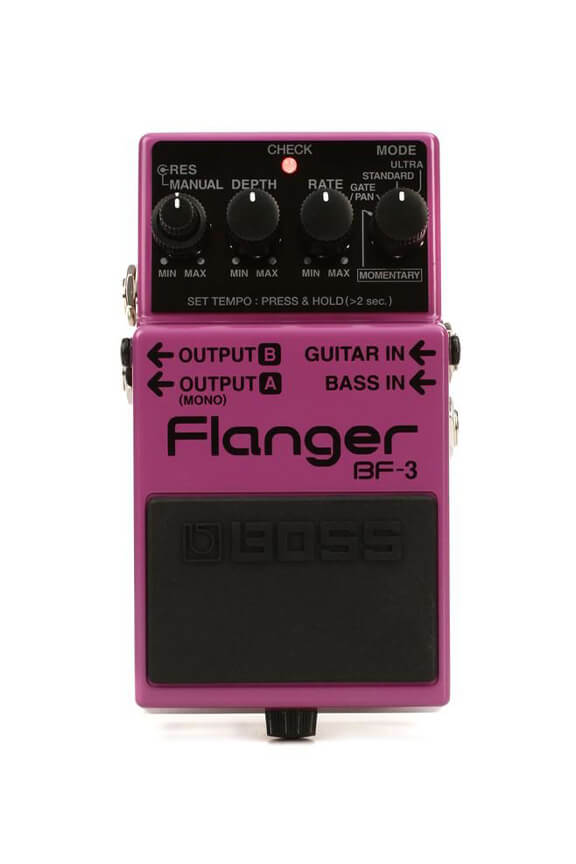 CHECK
MODE
RES
MANUAL DEPTH RATE GATE /PAN STANDARD ULTRA
MIN MAX MIN MAX MIN MAX MOMENTARY
SET TEMPO : PRESS & HOLD (>2 sec.)
OUTPUT B GUITAR IN
OUTPUT A BASS IN
(MONO)
Flanger
BF-3
BOSS